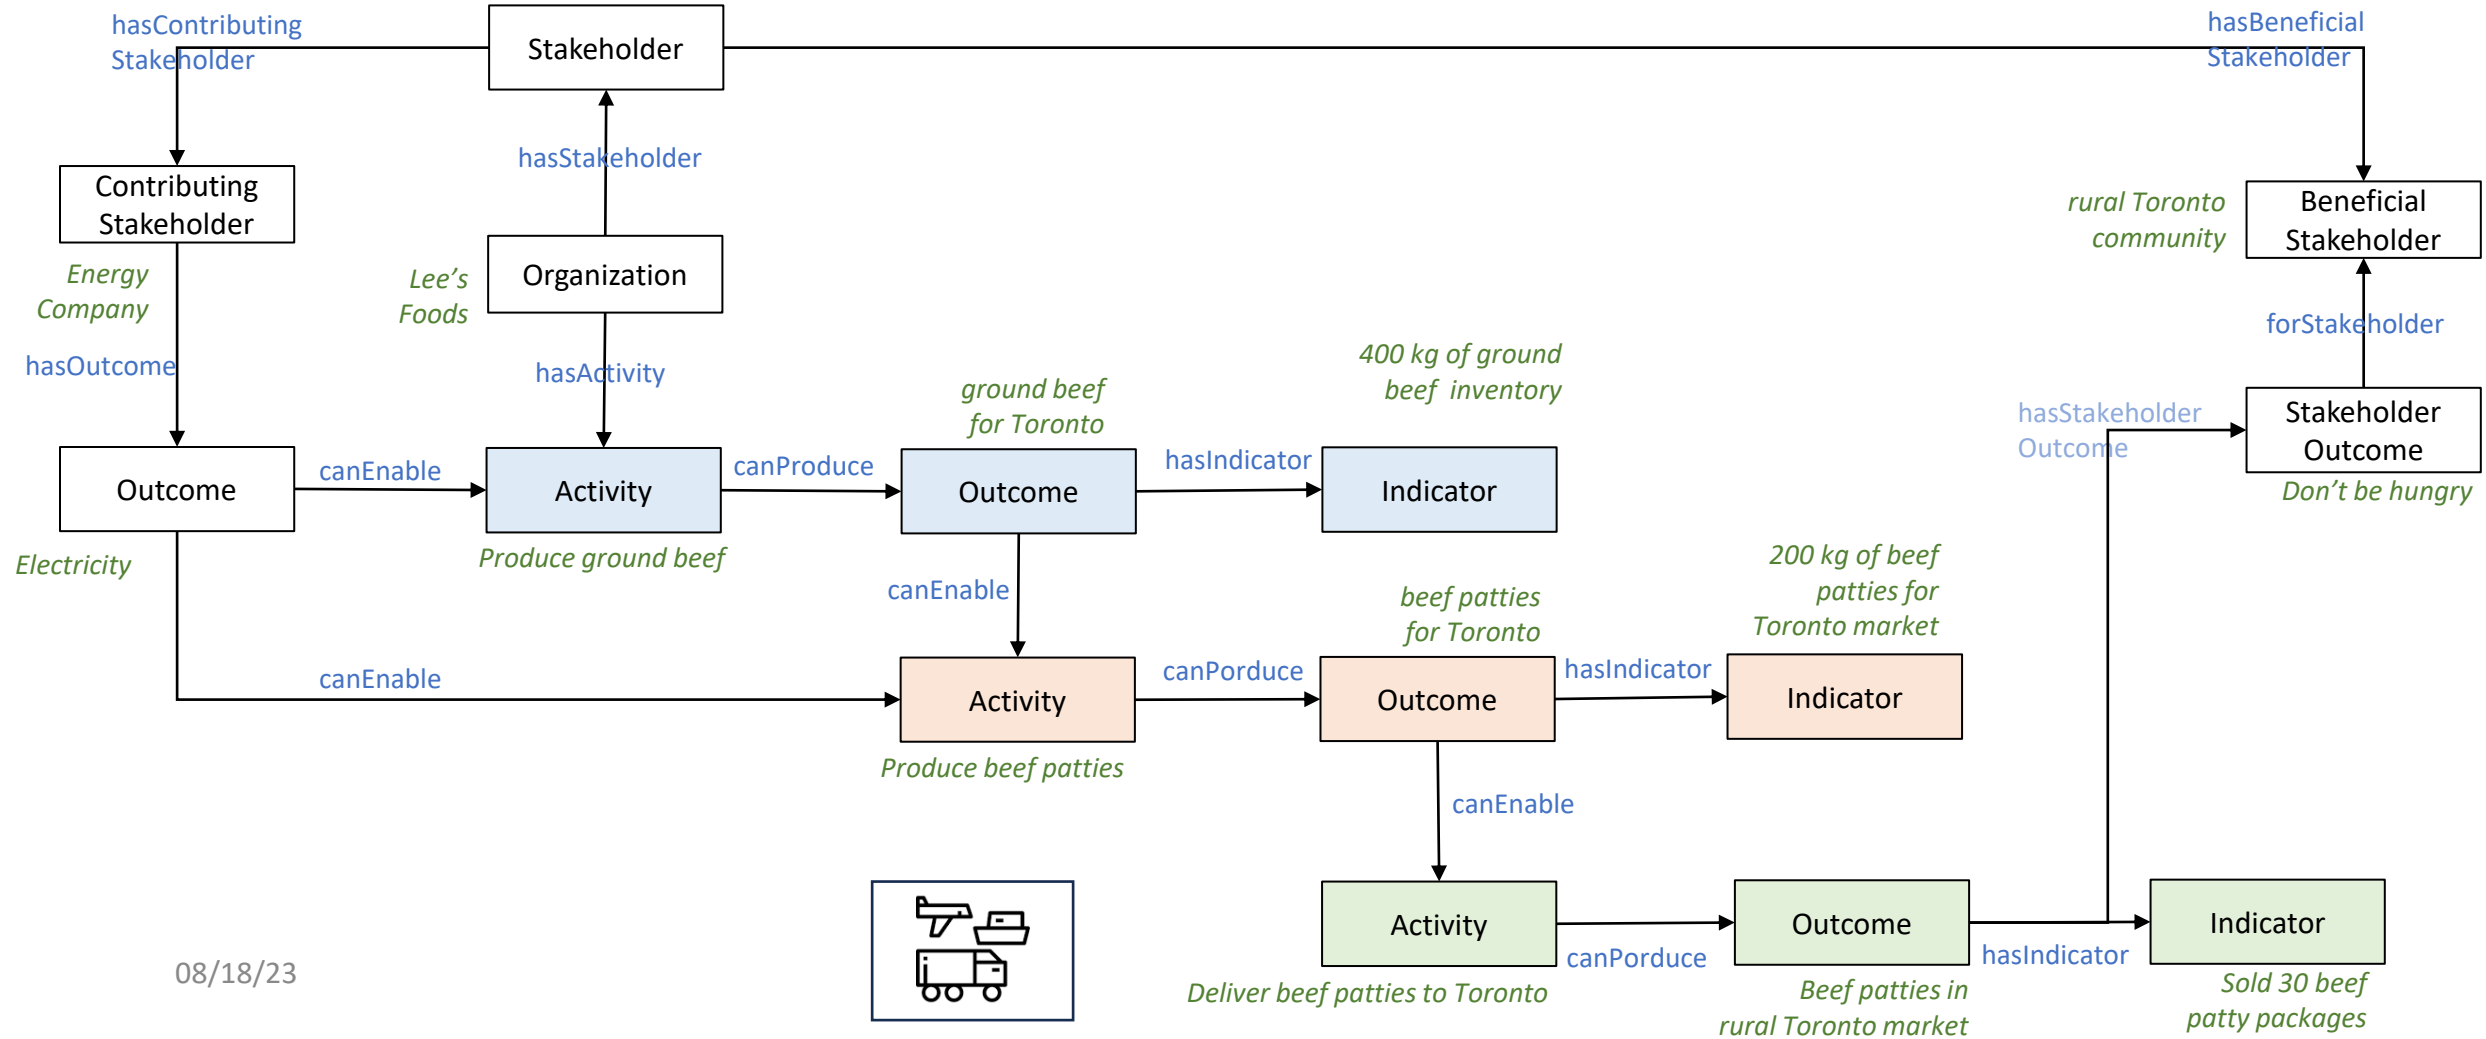 hasContributing
Stakeholder
Stakeholder
hasBeneficial
Stakeholder
hasStakeholder
Contributing
Stakeholder
Energy
Company
Lee's
Foods
Organization
rural Toronto
community
Beneficial
Stakeholder
forStakeholder
hasOutcome
hasActivity
ground beef
for Toronto
400 kg of ground
beef inventory
hasStakeholder
Outcome
Stakeholder
Outcome
Don't be hungry
Outcome
canEnable
Activity
canProduce
Outcome
hasIndicator
Indicator
Electricity
Produce ground beef
canEnable
beef patties
for Toronto
200 kg of beef
patties for
Toronto market
canEnable
Activity
canPorduce
Outcome
hasIndicator
Indicator
Produce beef patties
canEnable
Activity
canPorduce
Outcome
hasIndicator
Indicator
Deliver beef patties to Toronto
Beef patties in
rural Toronto market
Sold 30 beef
patty packages
08/18/23